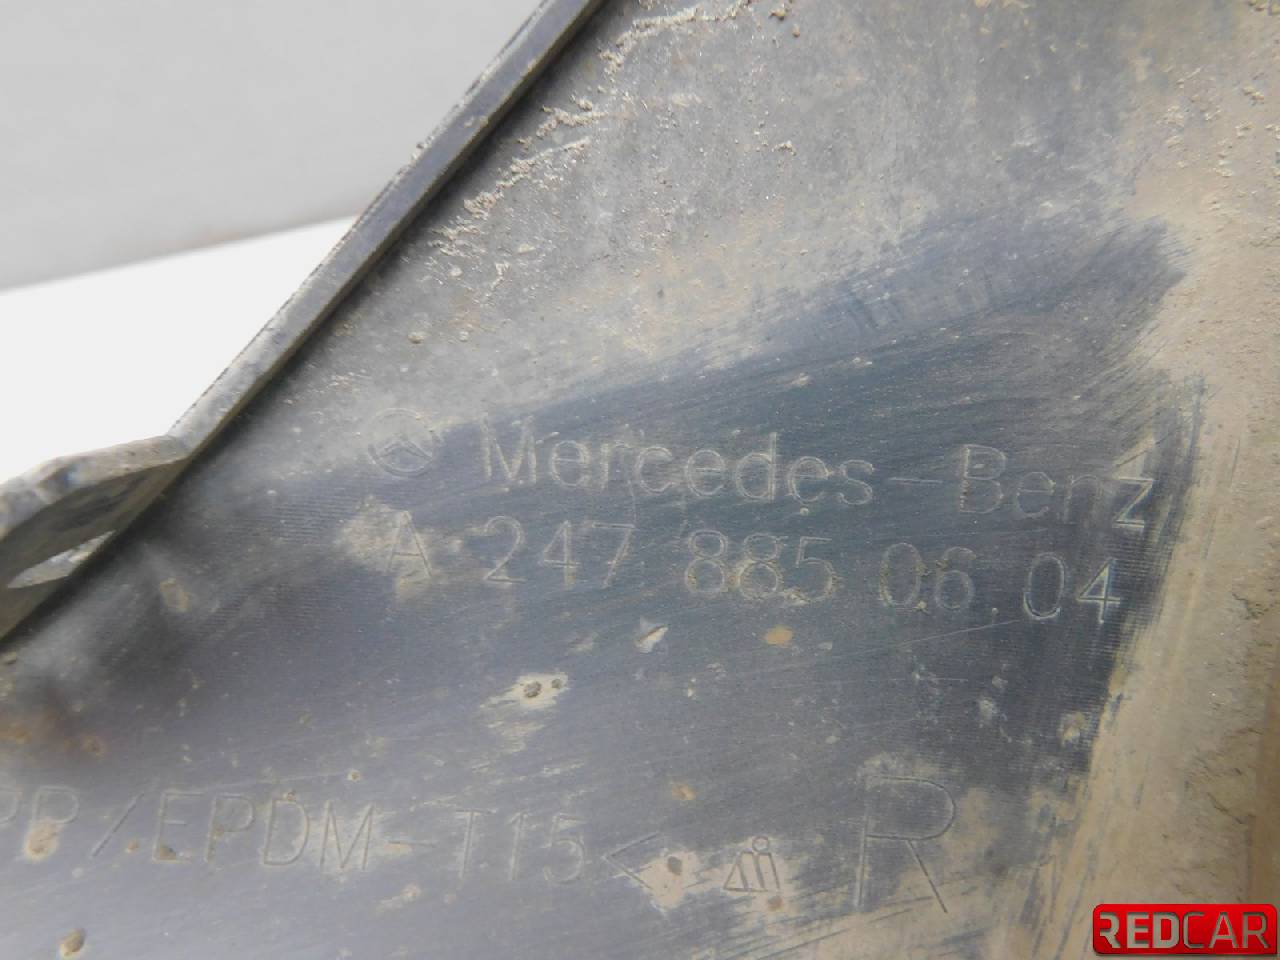 Mercedes-Benz
A 247 885 06 04
PP/EPDM-T15<
R
REDCAR